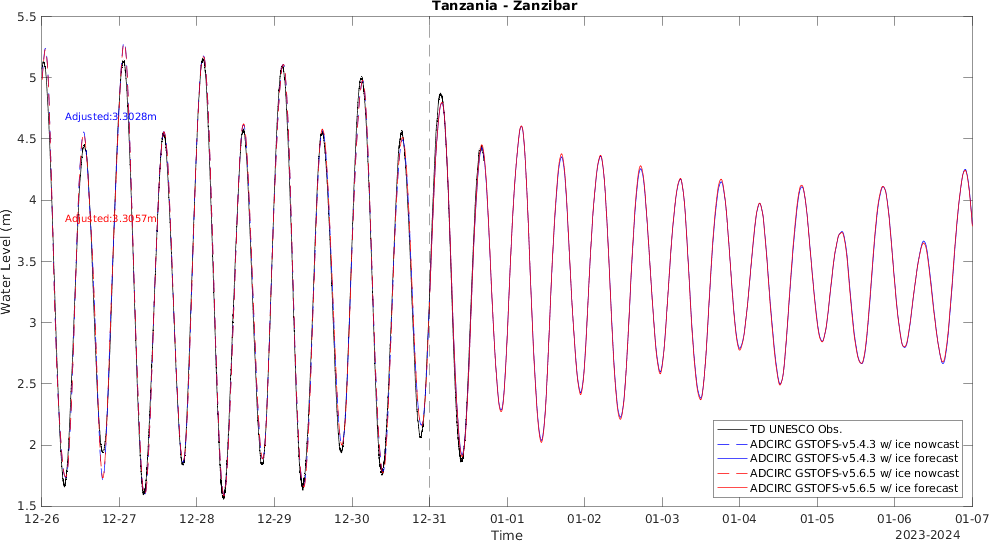 Tanzania - Zanzibar
5.5
5
4.5
4
3.5
3
2.5
2
1.5
Water Level (m)
Adjusted:3.3028m
Adjusted:3.3057m
TD UNESCO Obs.
ADCIRC GSTOFS-v5.4.3 w/ ice nowcast
ADCIRC GSTOFS-v5.4.3 w/ ice forecast
ADCIRC GSTOFS-v5.6.5 w/ ice nowcast
ADCIRC GSTOFS-v5.6.5 w/ ice forecast
12-26 12-27 12-28 12-29 12-30 12-31 01-01 01-02 01-03 01-04 01-05 01-06 01-07
Time
2023-2024